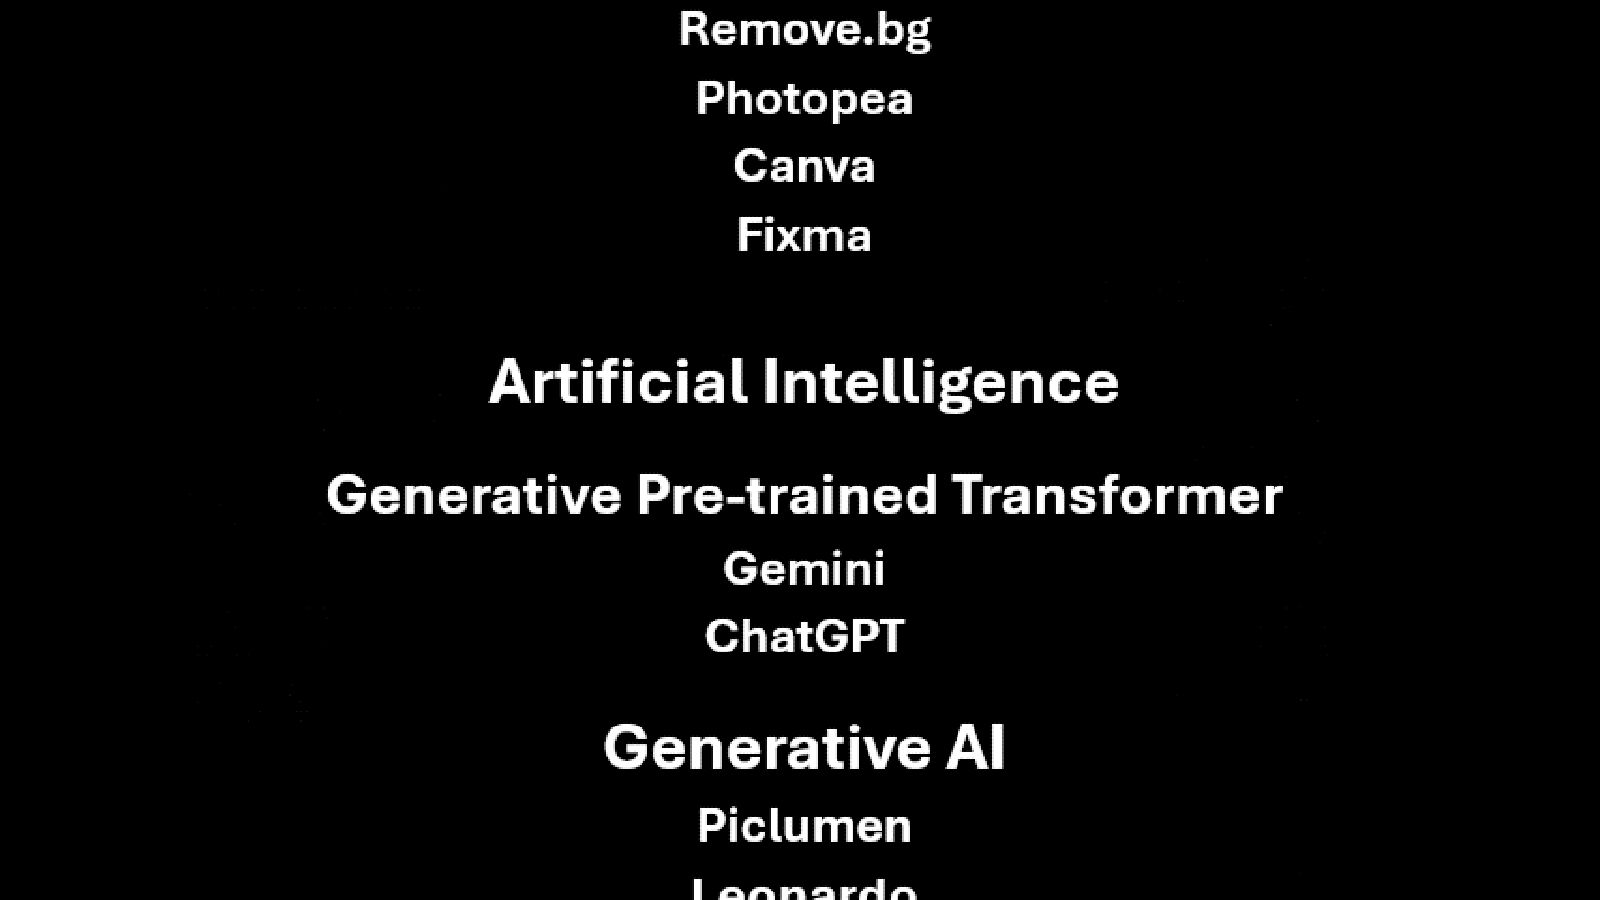 Remove.bg
Photopea
Canva
Fixma
Artificial Intelligence
Generative Pre-trained Transformer
Gemini
ChatGPT
Generative AI
Piclumen
Leonardo